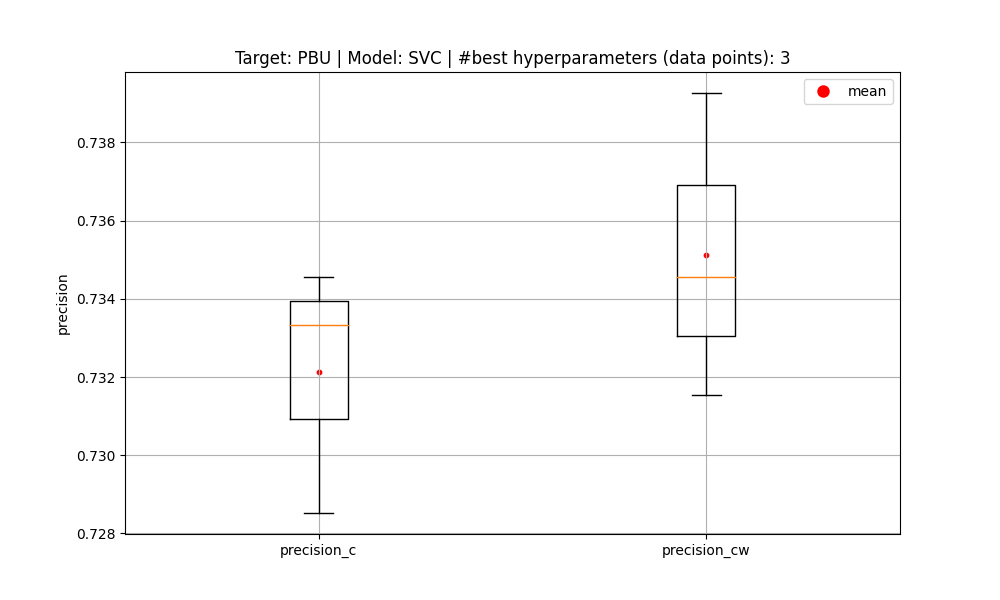 Target: PBU | Model: SVC | #best hyperparameters (data points): 3
mean
0.738
0.736
0.734
0.732
0.730
0.728
precision
precision_c
precision_cw